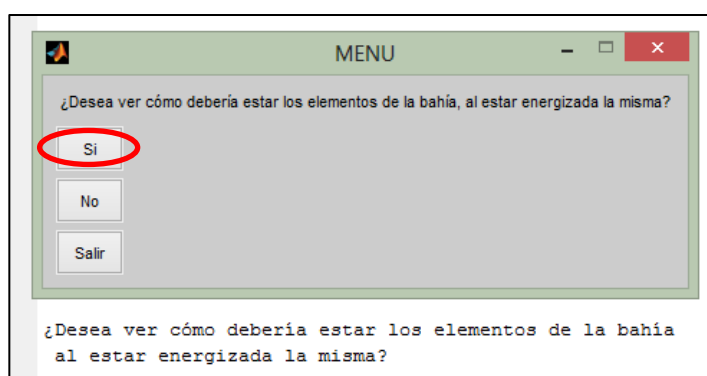 MENU
¿Desea ver cómo debería estar los elementos de la bahía, al estar energizada la misma?
Si
No
Salir
¿Desea ver cómo debería estar los elementos de la bahía
al estar energizada la misma?